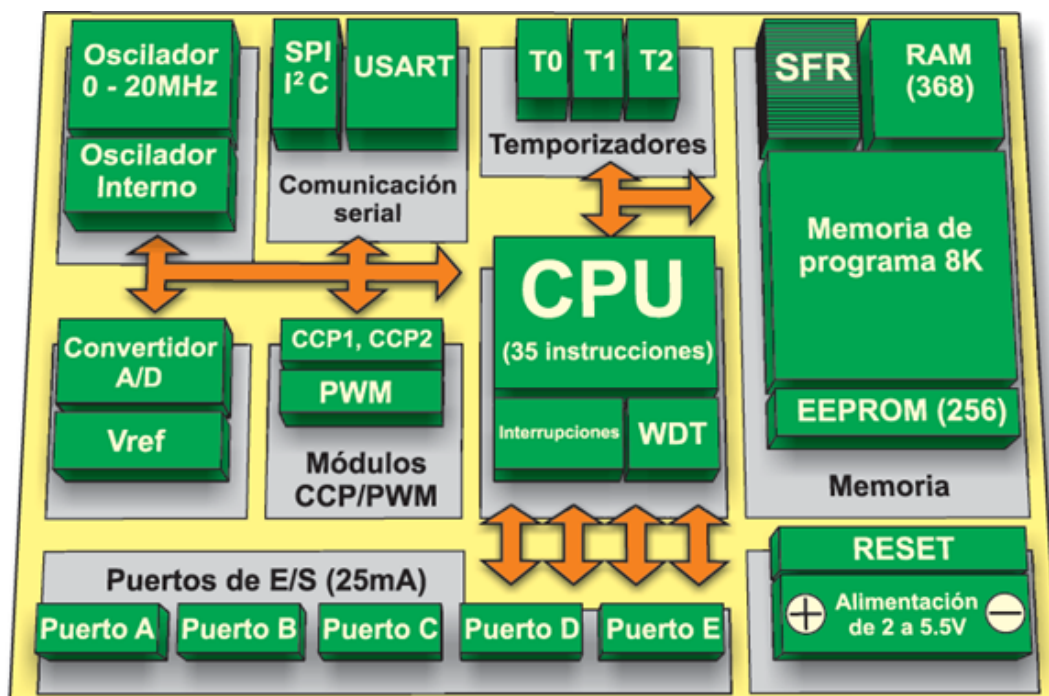 Oscilador
0 - 20MHz
Oscilador
Interno
SPI
I²C
USART
Comunicación
serial
T0
T1
T2
Temporizadores
SFR
RAM
(368)
Memoria de
programa 8K
EEPROM (256)
Memoria
CPU
(35 instrucciones)
Interrupciones
WDT
Convertidor
A/D
Vref
CCP1, CCP2
PWM
Módulos
CCP/PWM
Puertos de E/S (25mA)
Puerto A
Puerto B
Puerto C
Puerto D
Puerto E
RESET
+
Alimentación
de 2 a 5.5V
−